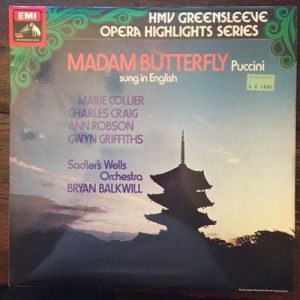 EMI
HMV GREENSLEEVE
OPERA HIGHLIGHTS SERIES
MADAM BUTTERFLY Puccini
sung in English
MARIE COLLIER
CHARLES CRAIG
ANN ROBSON
GWYN GRIFFITHS
Sadler's Wells
Orchestra
BRYAN BALKWILL